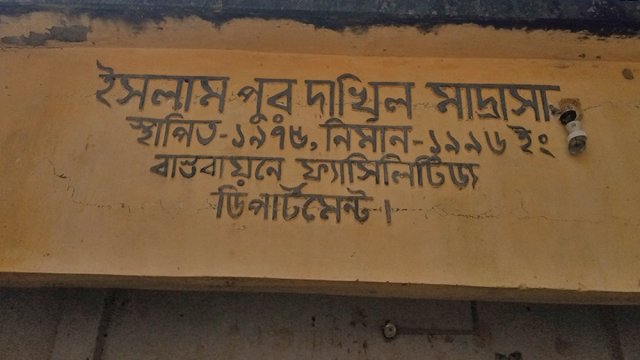 ইসলাম পুর দাখিল মাদ্রাসা
স্থাপিত-১৯৭৬, নির্মান-১৯৯৬ ইং
বাস্তবায়নে ফ্যাসিলিটিজ
ডিপার্টমেন্ট।